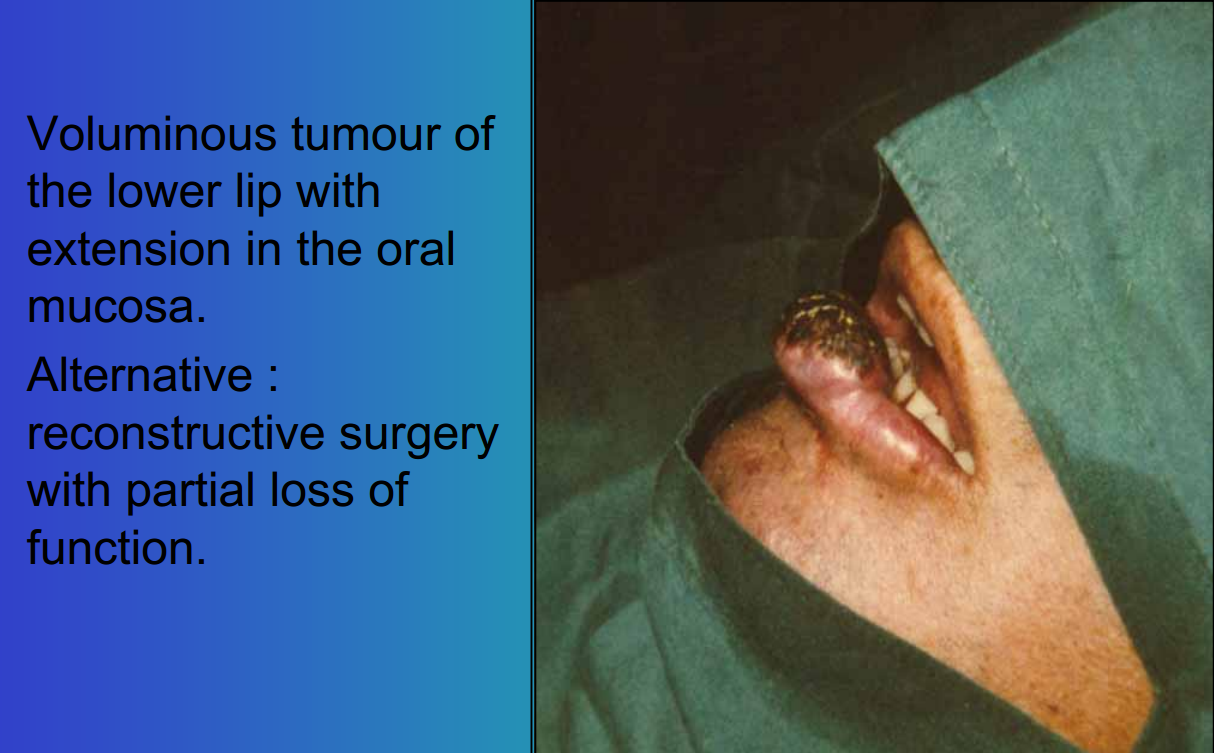 Voluminous tumour of
the lower lip with
extension in the oral
mucosa.
Alternative :
reconstructive surgery
with partial loss of
function.